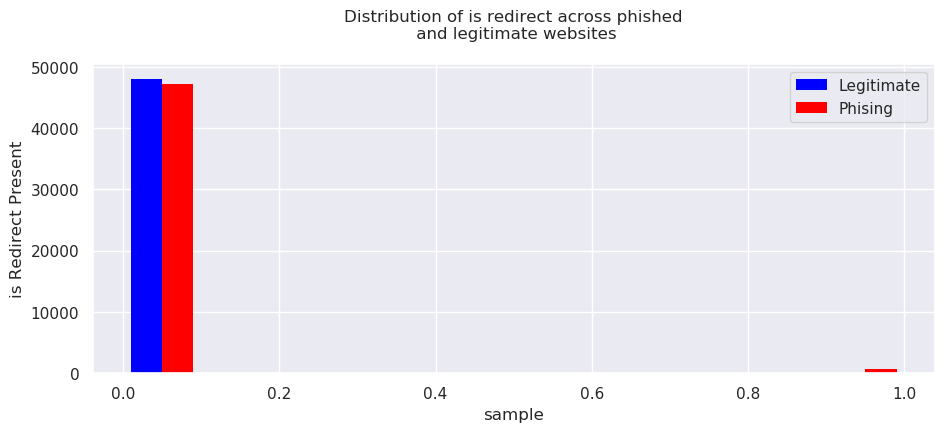 Distribution of is redirect across phished
and legitimate websites
50000
40000
30000
20000
10000
0
is Redirect Present
Legitimate
Phising
0.0
0.2
0.4
0.6
0.8
1.0
sample